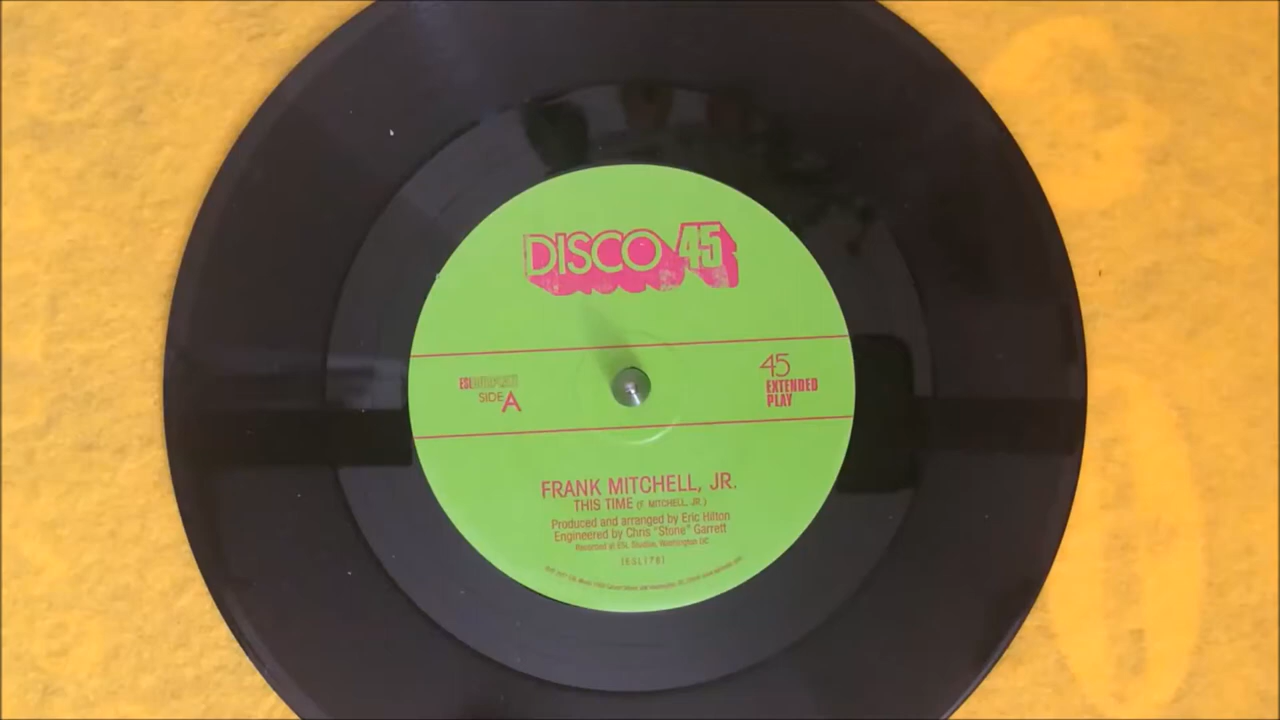 DISCO 45
ESL
SIDE A
45
EXTENDED
PLAY
FRANK MITCHELL, JR.
THIS TIME (F. MITCHELL, JR.)
Produced and arranged by Eric Hilton
Engineered by Chris "Stone" Garrett
Recorded at ESL Studios, Washington DC